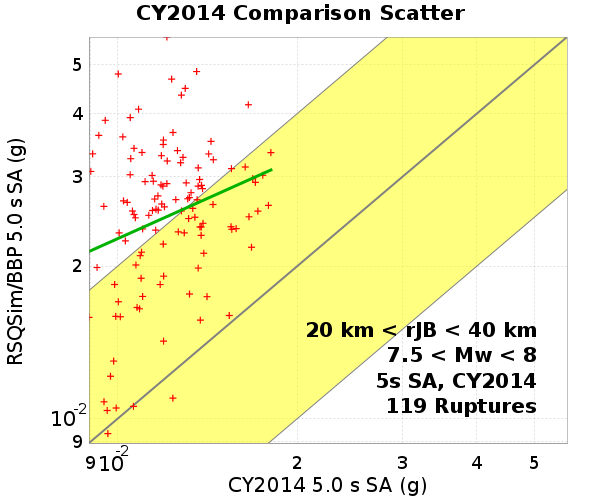 CY2014 Comparison Scatter
RSQSim/BBP 5.0 s SA (g)
5
4
3
2
10-2
9
20 km < rJB < 40 km
7.5 < Mw < 8
5s SA, CY2014
119 Ruptures
9 10-2 2 3 4 5
CY2014 5.0 s SA (g)